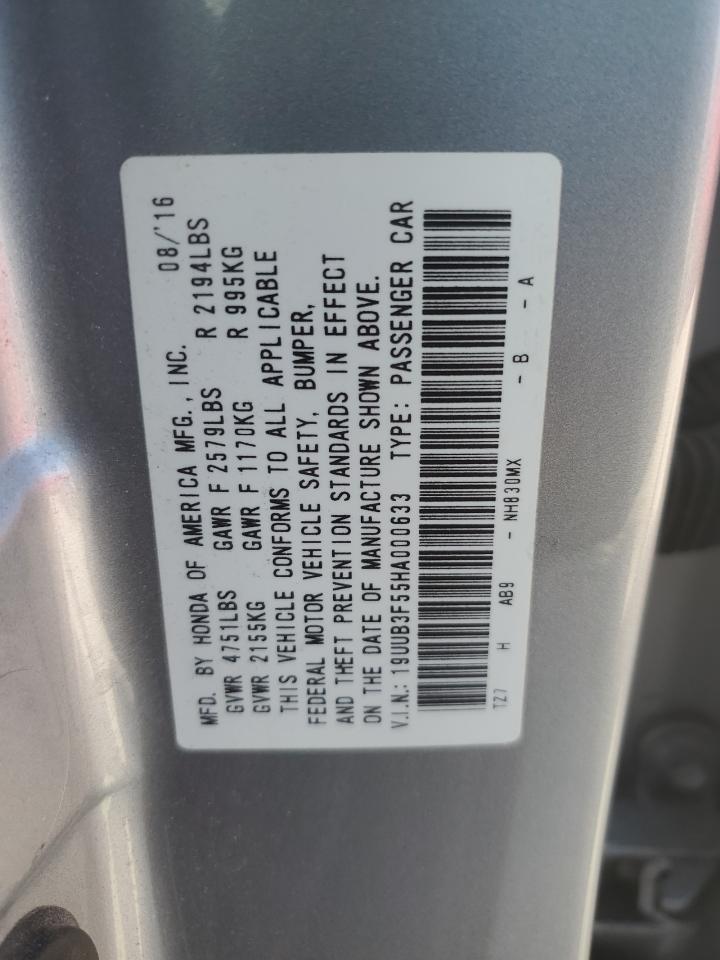 MFD. BY HONDA OF AMERICA MFG., INC. 08/'16
GVWR 4751LBS GAWR F 2579LBS R 2194LBS
GVWR 2155KG GAWR F 1170KG R 995KG
THIS VEHICLE CONFORMS TO ALL APPLICABLE
FEDERAL MOTOR VEHICLE SAFETY, BUMPER,
AND THEFT PREVENTION STANDARDS IN EFFECT
ON THE DATE OF MANUFACTURE SHOWN ABOVE.
V.I.N.: 19UUB3F55HA000633 TYPE: PASSENGER CAR
TZ7 H AB9 - NH830MX - B - A